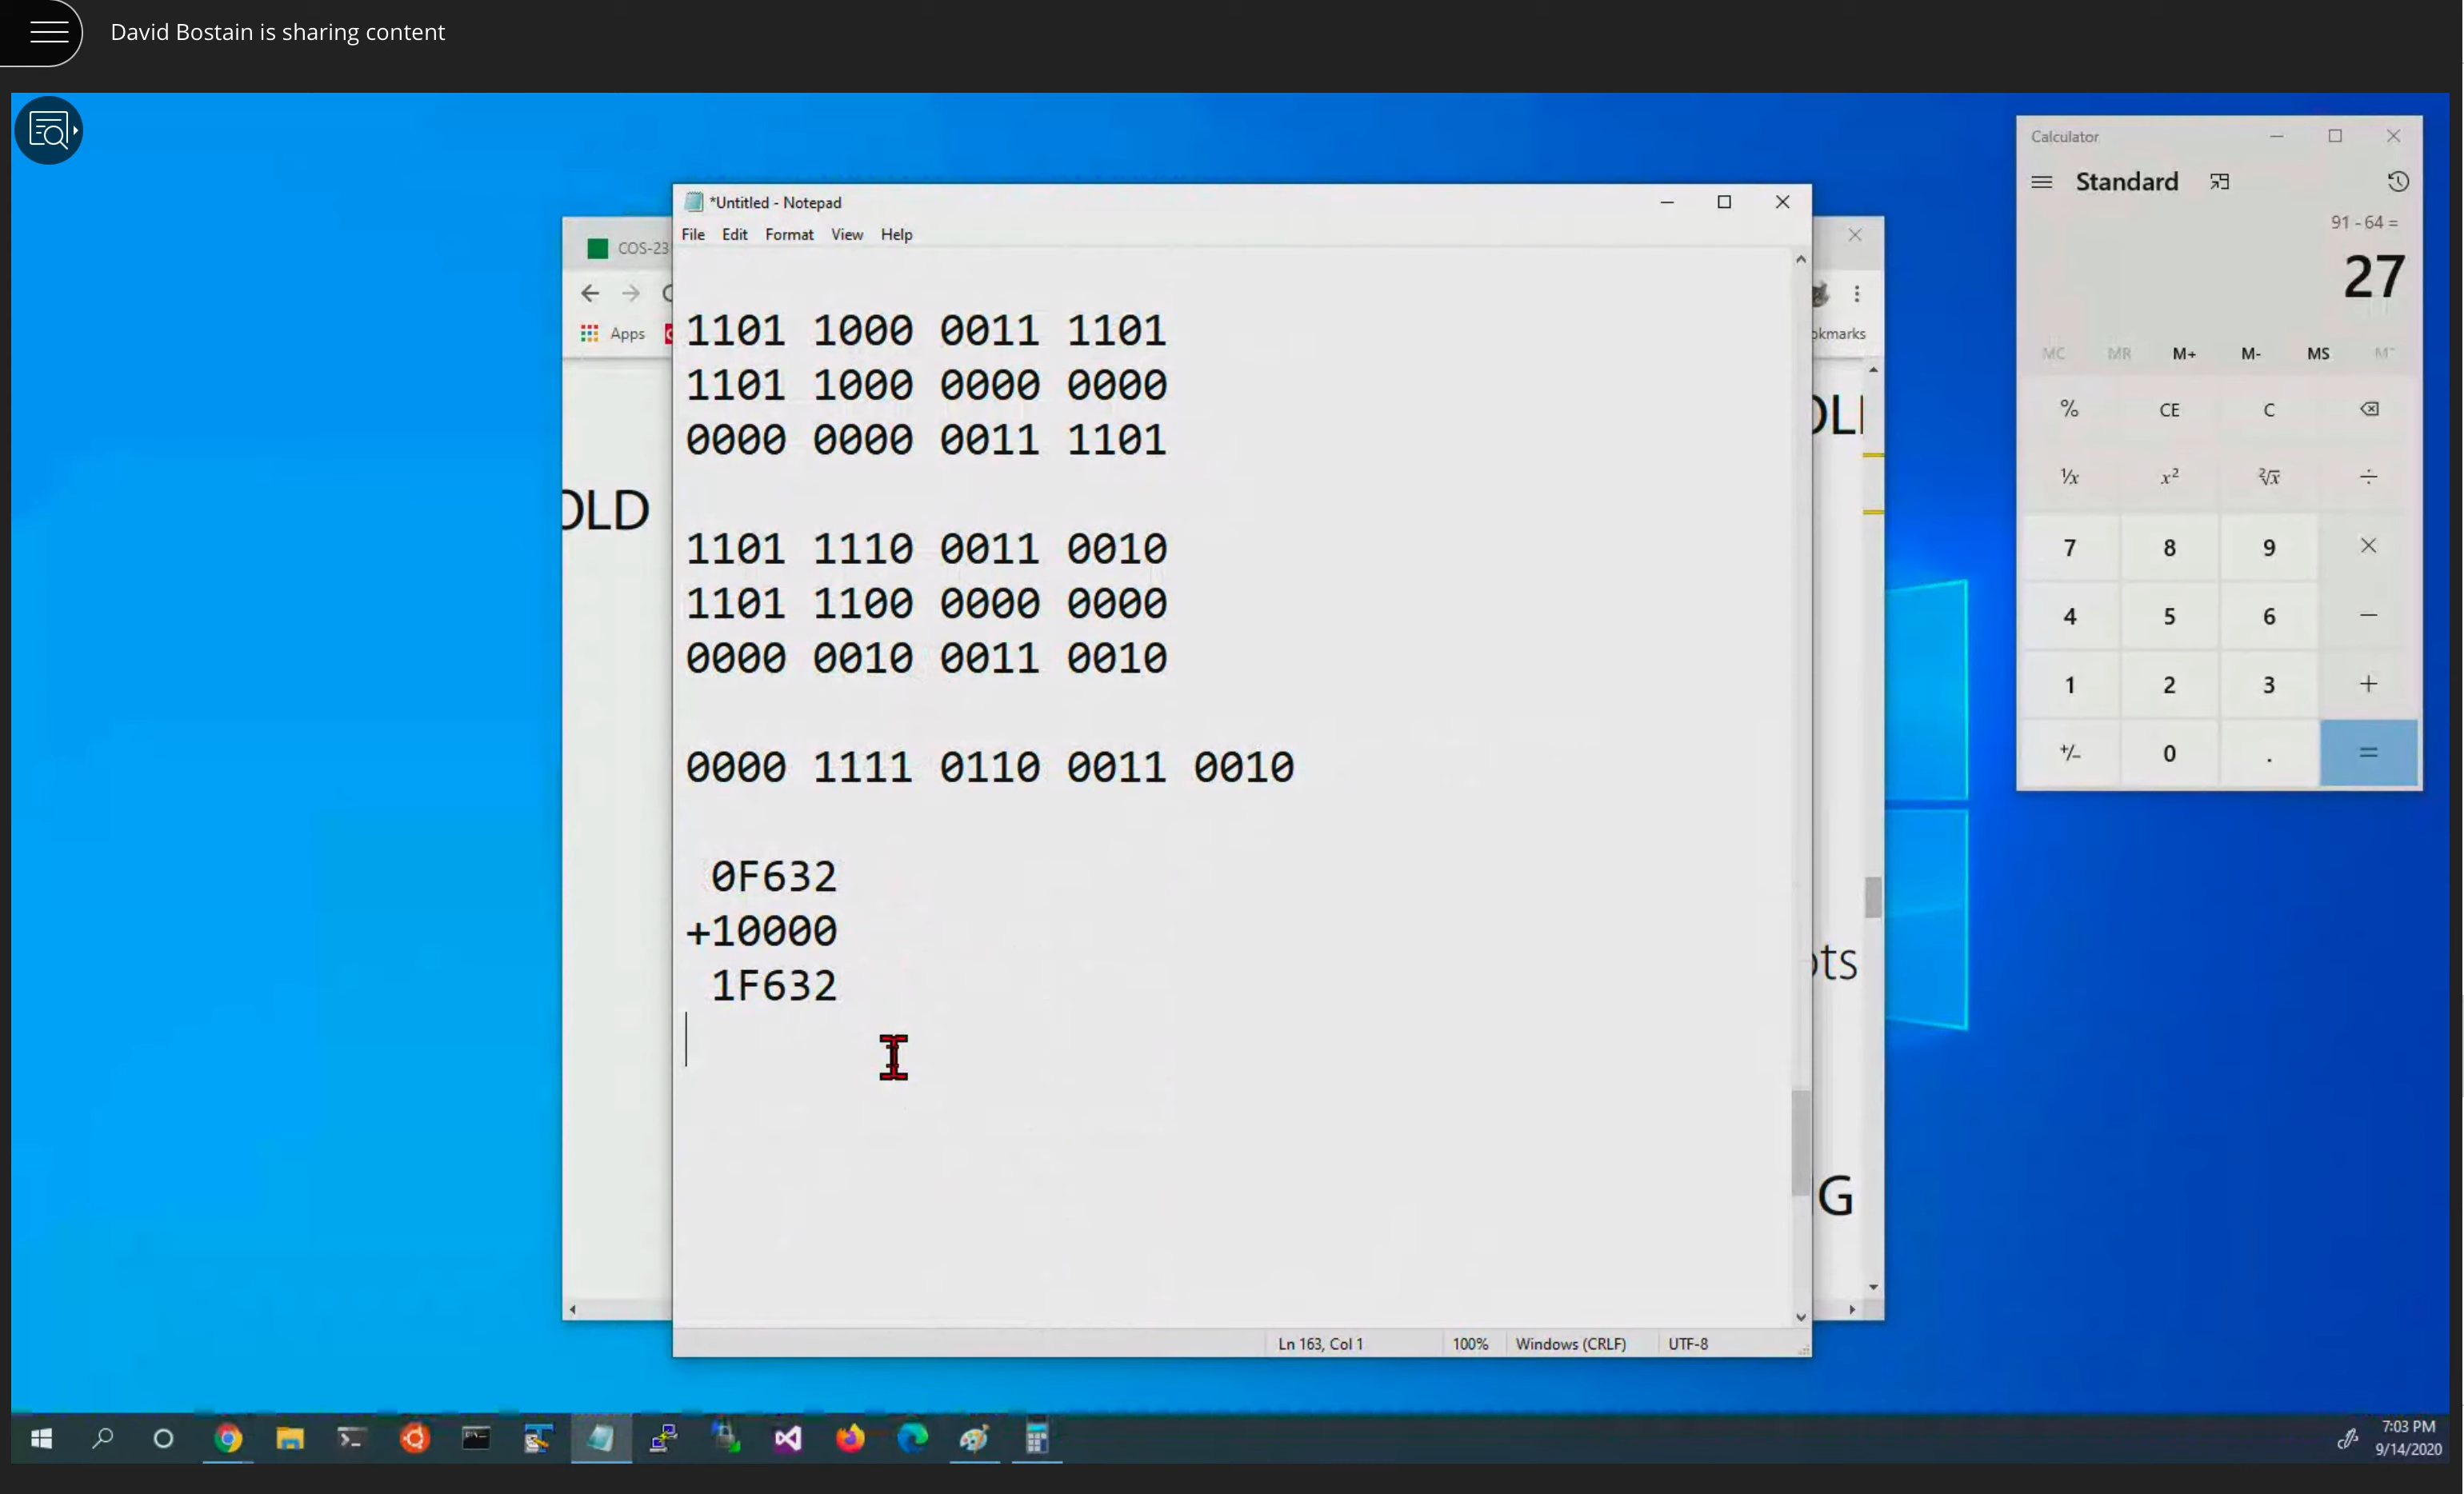 David Bostain is sharing content
*Untitled - Notepad
File Edit Format View Help
COS-23
Apps
okmarks
OLD
OLI
ots
G
1101 1000 0011 1101
1101 1000 0000 0000
0000 0000 0011 1101
1101 1110 0011 0010
1101 1100 0000 0000
0000 0010 0011 0010
0000 1111 0110 0011 0010
0F632
+10000
1F632
Ln 163, Col 1 100% Windows (CRLF) UTF-8
Calculator
Standard
91 - 64 =
27
MC MR M+ M- MS M˅
% CE C
⅟x x² ²√x ÷
7 8 9 ×
4 5 6 −
1 2 3 +
+/− 0 . =
7:03 PM
9/14/2020